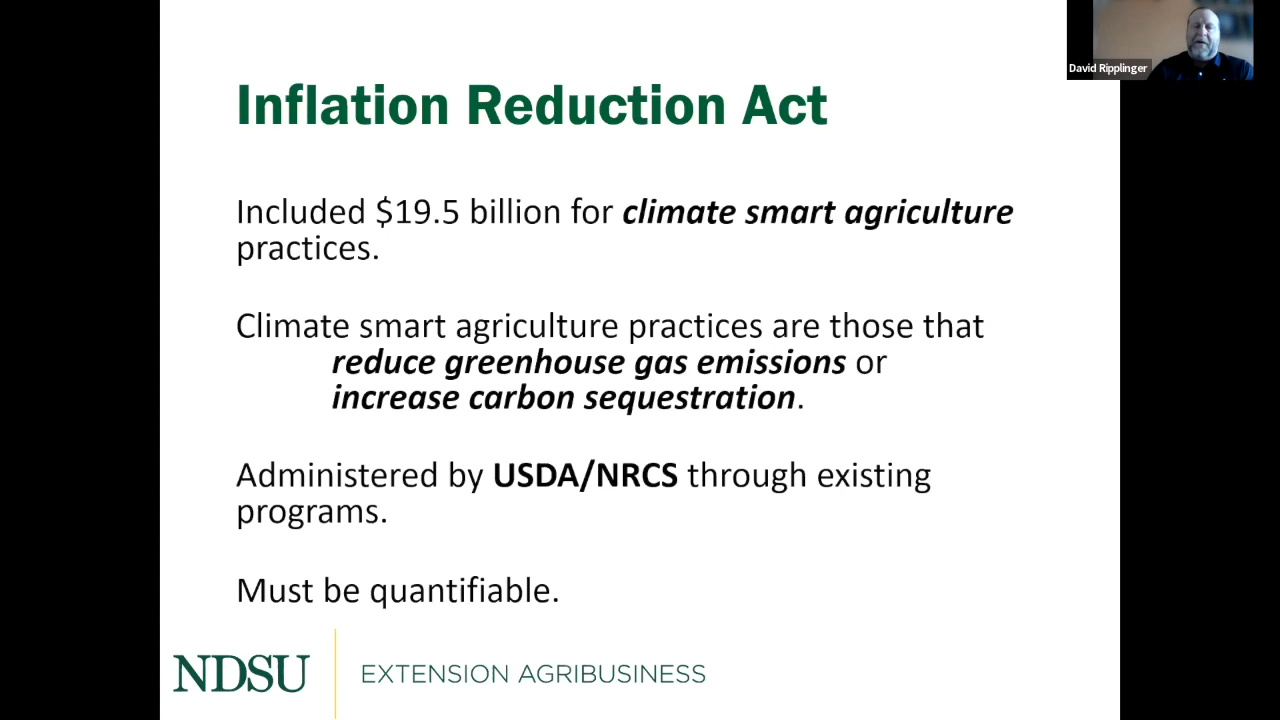 David Ripplinger
Inflation Reduction Act
Included $19.5 billion for climate smart agriculture
practices.
Climate smart agriculture practices are those that
reduce greenhouse gas emissions or
increase carbon sequestration.
Administered by USDA/NRCS through existing
programs.
Must be quantifiable.
NDSU
EXTENSION AGRIBUSINESS